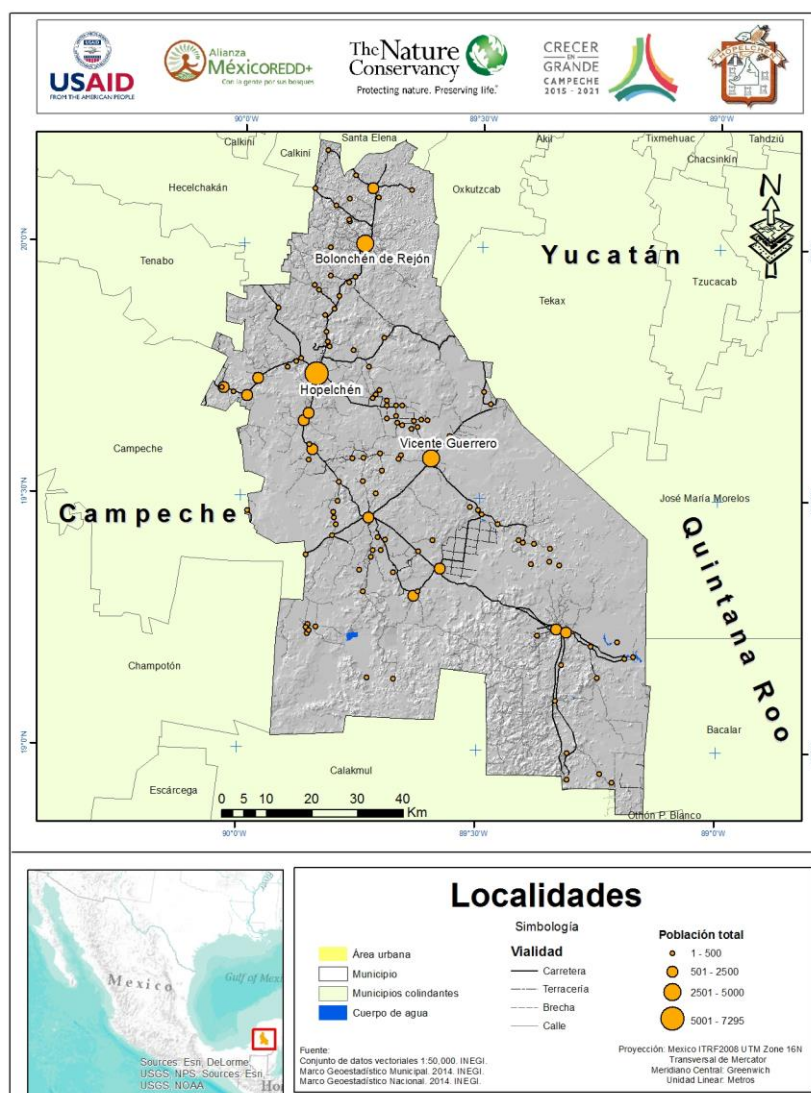 USAID
FROM THE AMERICAN PEOPLE
Alianza
MéxicoREDD+
Con la gente por sus bosques
The Nature
Conservancy
Protecting nature. Preserving life.™
CRECER
EN
GRANDE
CAMPECHE
2015 - 2021
HOPELCHEN
90°0'W
89°30'W
89°0'W
Calkiní
Calkiní
Santa Elena
Akil
Tixmehuac
Tahdziú
Chacsinkín
Hecelchakán
Oxkutzcab
N
20°0'N
Bolonchén de Rejón
Yucatán
Tenabo
Tzucacab
Tekax
Hopelchén
Campeche
Vicente Guerrero
19°30'N
José María Morelos
Campeche
Quintana Roo
Champotón
Bacalar
19°0'N
Calakmul
Escárcega
0 5 10 20 30 40
Km
Othón P. Blanco
90°0'W
89°30'W
89°0'W
Mexico
Gulf of Mexi
Sources: Esri, DeLorme,
USGS, NPS, Sources: Esri,
USGS, NOAA
Localidades
Simbología
Área urbana
Municipio
Municipios colindantes
Cuerpo de agua
Vialidad
Carretera
Terracería
Brecha
Calle
Población total
1 - 500
501 - 2500
2501 - 5000
5001 - 7295
Fuente:
Conjunto de datos vectoriales 1:50,000. INEGI.
Marco Geoestadístico Municipal. 2014. INEGI.
Marco Geoestadístico Nacional. 2014. INEGI.
Proyección: Mexico ITRF2008 UTM Zone 16N
Transversal de Mercator
Meridiano Central: Greenwich
Unidad Linear: Metros